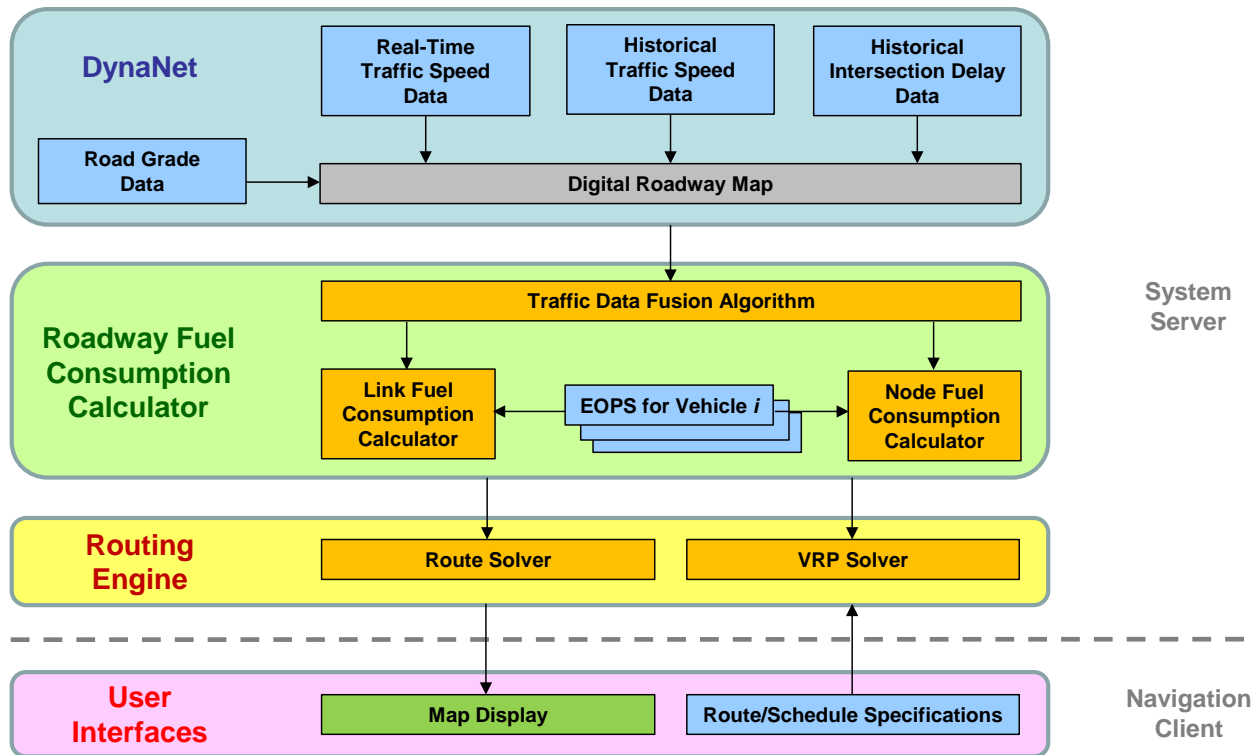 DynaNet
Real-Time
Traffic Speed
Data
Historical
Traffic Speed
Data
Historical
Intersection Delay
Data
Road Grade
Data
Digital Roadway Map
System
Server
Roadway Fuel
Consumption
Calculator
Traffic Data Fusion Algorithm
Link Fuel
Consumption
Calculator
EOPS for Vehicle i
Node Fuel
Consumption
Calculator
Routing
Engine
Route Solver
VRP Solver
User
Interfaces
Map Display
Route/Schedule Specifications
Navigation
Client